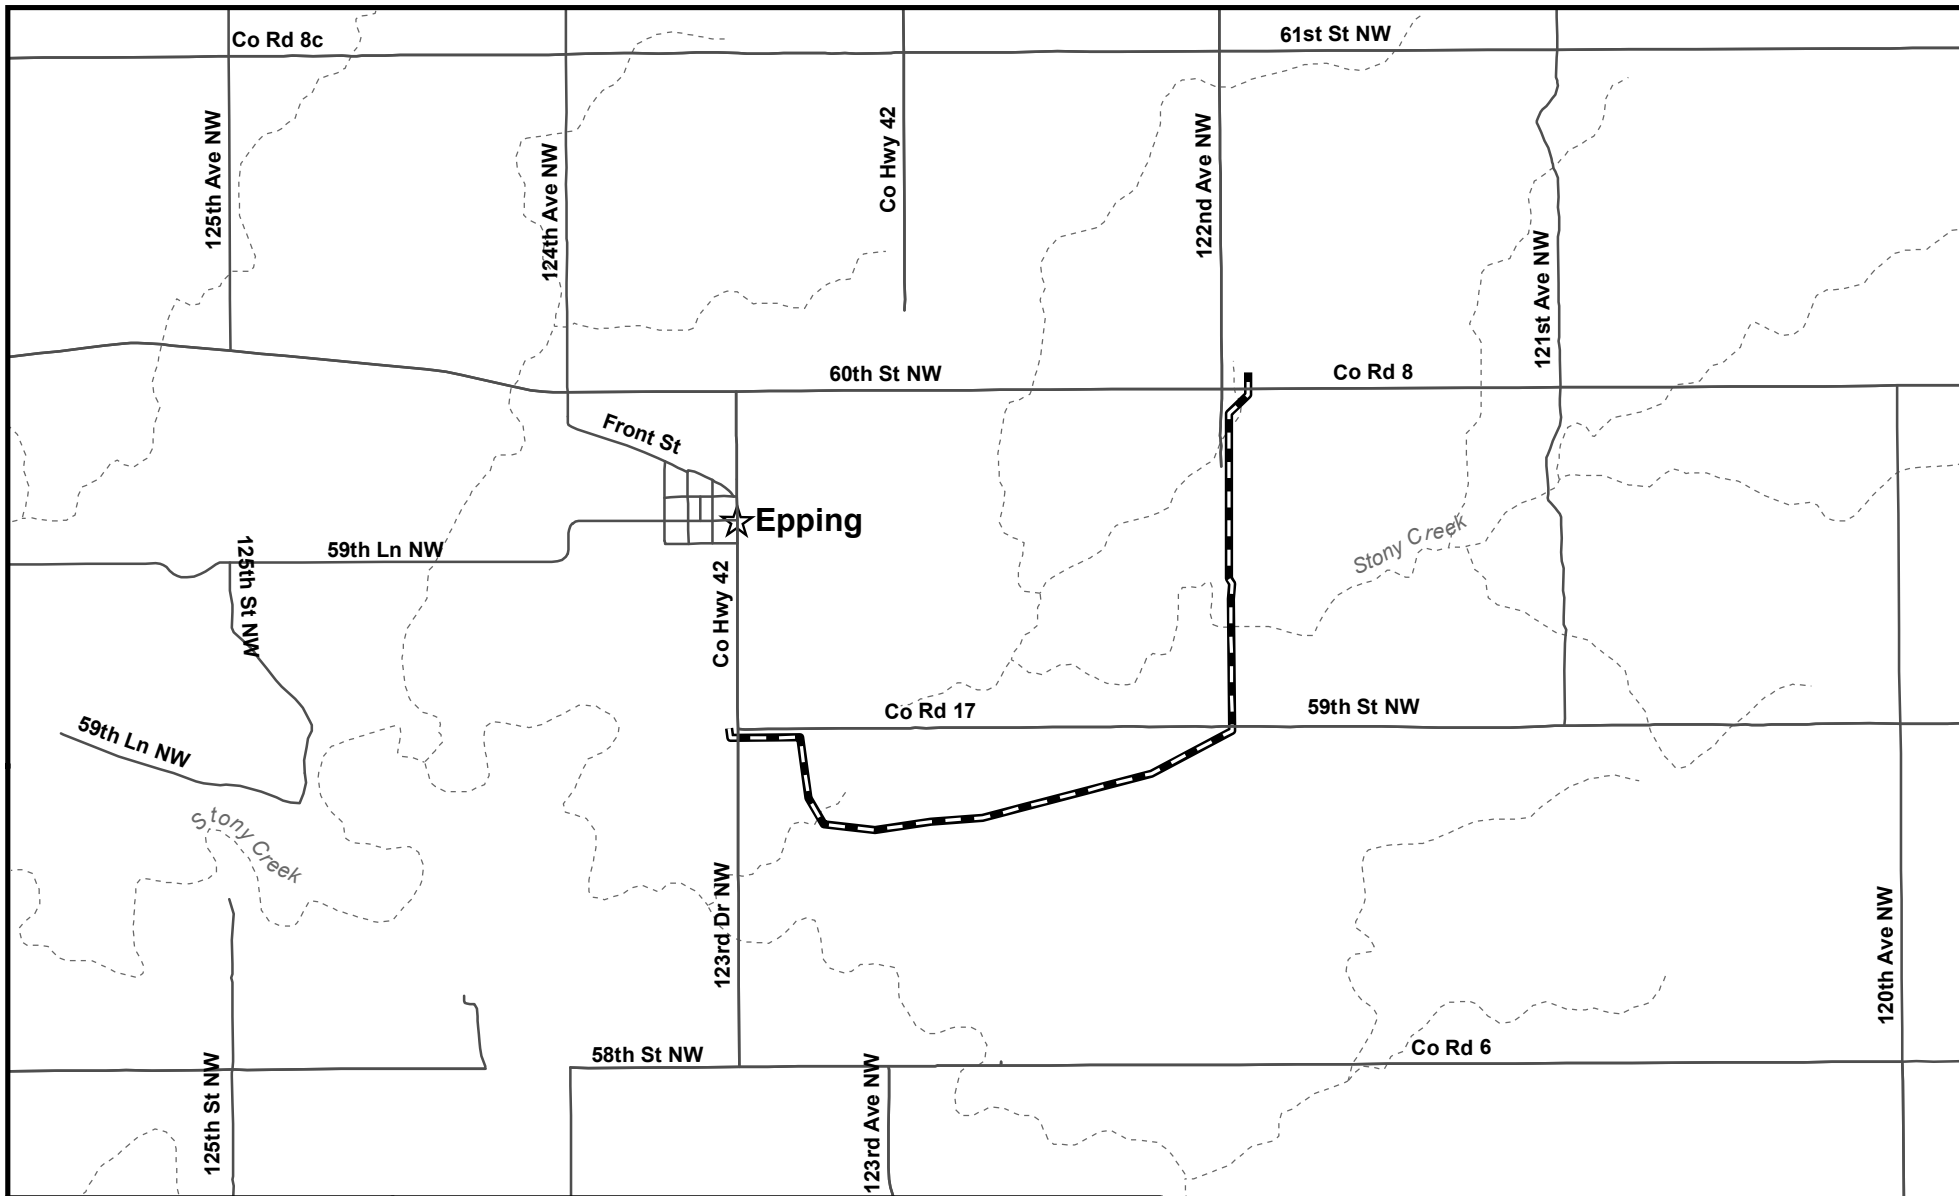 Co Rd 8c
61st St NW
125th Ave NW
124th Ave NW
Co Hwy 42
122nd Ave NW
121st Ave NW
60th St NW
Co Rd 8
Front St
Epping
59th Ln NW
125th St NW
Co Hwy 42
Stony Creek
Co Rd 17
59th St NW
59th Ln NW
Stony Creek
123rd Dr NW
120th Ave NW
58th St NW
Co Rd 6
125th St NW
123rd Ave NW